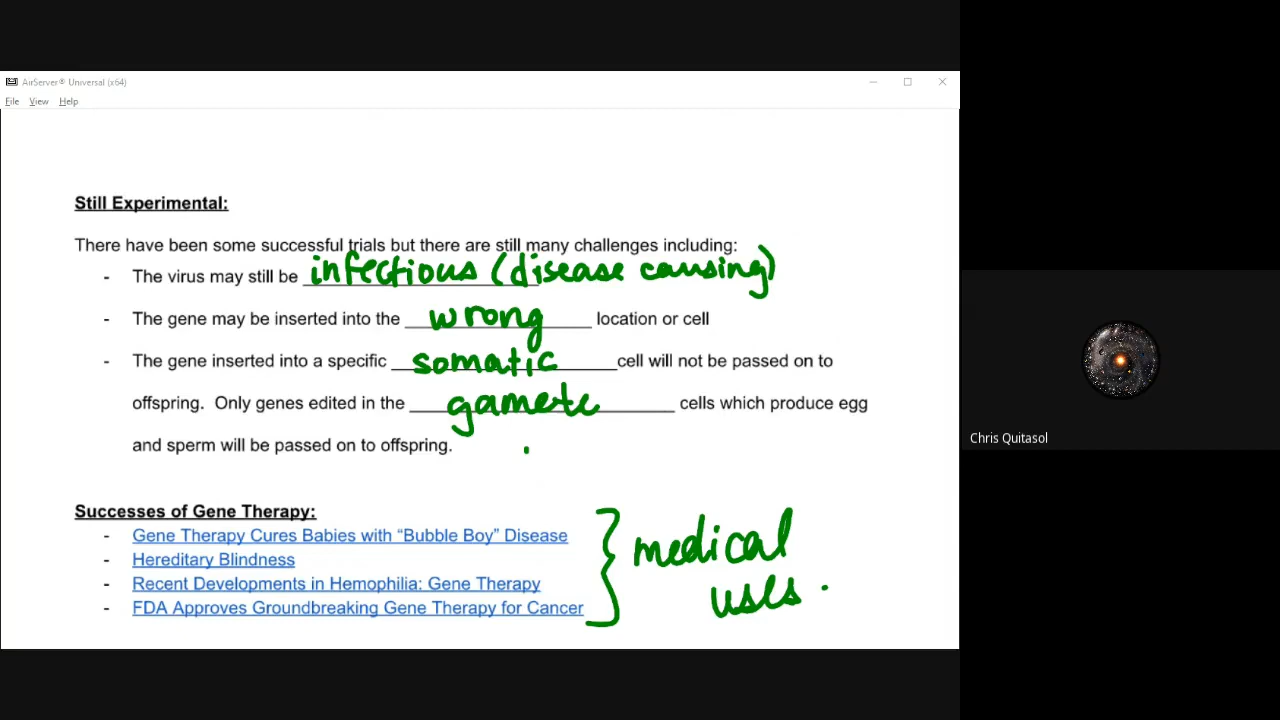 AirServer® Universal (x64)
File View Help
Still Experimental:
There have been some successful trials but there are still many challenges including:
- The virus may still be infectious (disease causing)
- The gene may be inserted into the wrong location or cell
- The gene inserted into a specific somatic cell will not be passed on to
offspring. Only genes edited in the gamete cells which produce egg
and sperm will be passed on to offspring.
Successes of Gene Therapy:
- Gene Therapy Cures Babies with “Bubble Boy” Disease
- Hereditary Blindness
- Recent Developments in Hemophilia: Gene Therapy
- FDA Approves Groundbreaking Gene Therapy for Cancer
medical
uses.
Chris Quitasol